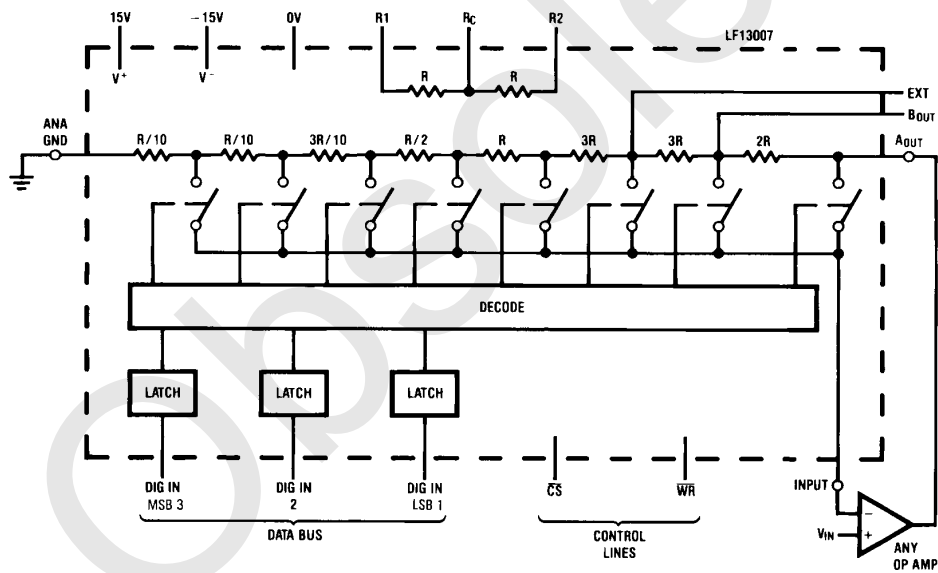 15V -15V 0V R1 RC R2
LF13007
V+ V-
R R
EXT
BOUT
ANA GND
R/10 R/10 3R/10 R/2 R 3R 3R 2R
AOUT
DECODE
LATCH LATCH LATCH
DIG IN MSB 3
DIG IN 2
DIG IN LSB 1
CS WR
INPUT
DATA BUS
CONTROL LINES
VIN
- +
ANY OP AMP
Obsolete